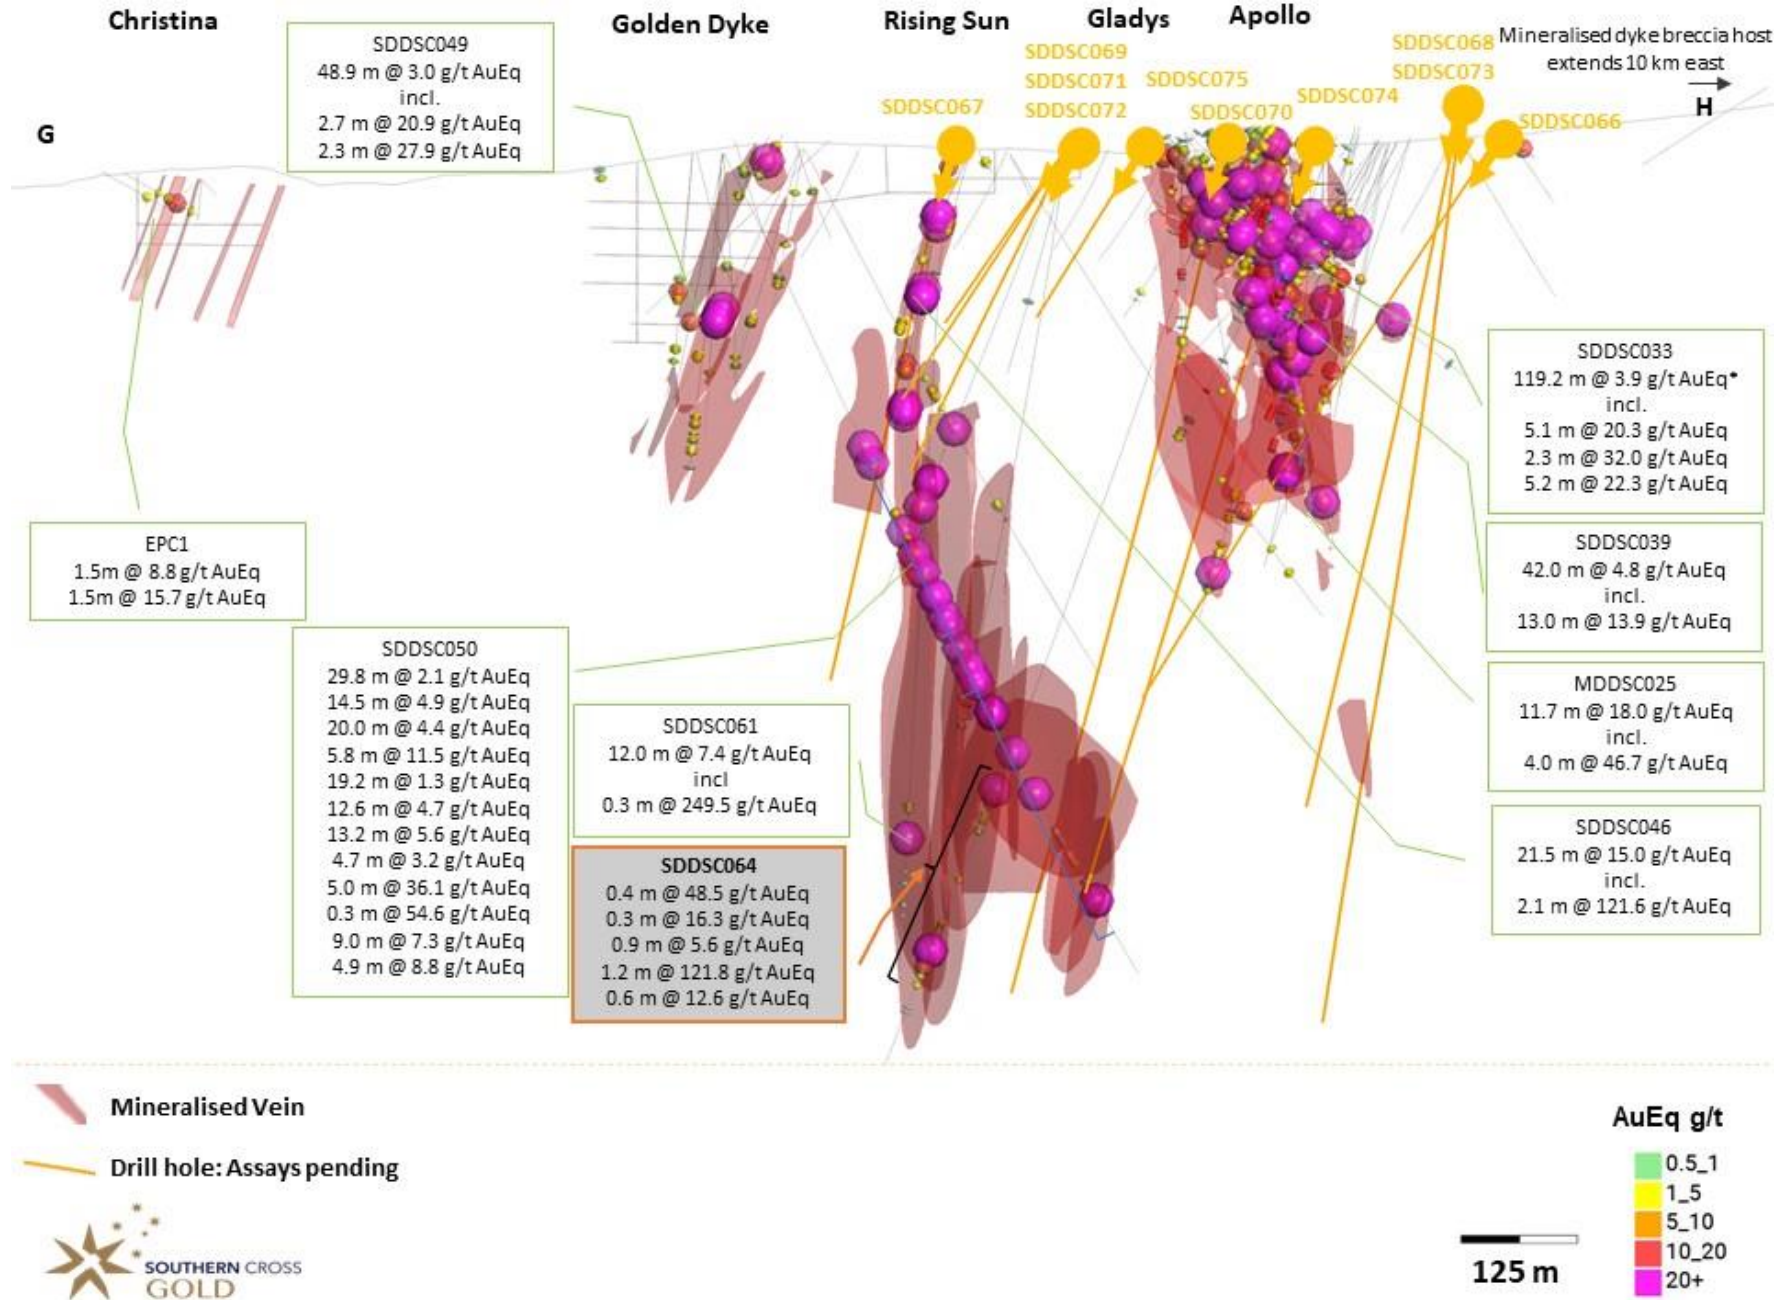 Christina
Golden Dyke
Rising Sun
Gladys
Apollo
Mineralised dyke breccia host
extends 10 km east
G
H
SDDSC067
SDDSC069
SDDSC071
SDDSC072
SDDSC075
SDDSC070
SDDSC074
SDDSC068
SDDSC073
SDDSC066
SDDSC049
48.9 m @ 3.0 g/t AuEq
incl.
2.7 m @ 20.9 g/t AuEq
2.3 m @ 27.9 g/t AuEq
EPC1
1.5m @ 8.8 g/t AuEq
1.5m @ 15.7 g/t AuEq
SDDSC050
29.8 m @ 2.1 g/t AuEq
14.5 m @ 4.9 g/t AuEq
20.0 m @ 4.4 g/t AuEq
5.8 m @ 11.5 g/t AuEq
19.2 m @ 1.3 g/t AuEq
12.6 m @ 4.7 g/t AuEq
13.2 m @ 5.6 g/t AuEq
4.7 m @ 3.2 g/t AuEq
5.0 m @ 36.1 g/t AuEq
0.3 m @ 54.6 g/t AuEq
9.0 m @ 7.3 g/t AuEq
4.9 m @ 8.8 g/t AuEq
SDDSC061
12.0 m @ 7.4 g/t AuEq
incl
0.3 m @ 249.5 g/t AuEq
SDDSC064
0.4 m @ 48.5 g/t AuEq
0.3 m @ 16.3 g/t AuEq
0.9 m @ 5.6 g/t AuEq
1.2 m @ 121.8 g/t AuEq
0.6 m @ 12.6 g/t AuEq
SDDSC033
119.2 m @ 3.9 g/t AuEq*
incl.
5.1 m @ 20.3 g/t AuEq
2.3 m @ 32.0 g/t AuEq
5.2 m @ 22.3 g/t AuEq
SDDSC039
42.0 m @ 4.8 g/t AuEq
incl.
13.0 m @ 13.9 g/t AuEq
MDDSC025
11.7 m @ 18.0 g/t AuEq
incl.
4.0 m @ 46.7 g/t AuEq
SDDSC046
21.5 m @ 15.0 g/t AuEq
incl.
2.1 m @ 121.6 g/t AuEq
Mineralised Vein
Drill hole: Assays pending
SOUTHERN CROSS
GOLD
125 m
AuEq g/t
0.5_1
1_5
5_10
10_20
20+